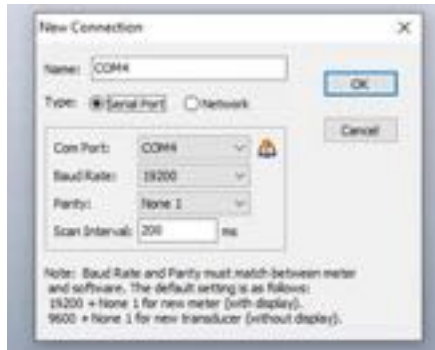 New Connection
Name: COM4
OK
Type: Serial Port Network
Cancel
Com Port: COM4
Baud Rate: 19200
Parity: None 1
Scan Interval: 200 ms
Note: Baud Rate and Parity must match between meter
and software. The default setting is as follows:
19200 + None 1 for new meter (with display).
9600 + None 1 for new transducer (without display).